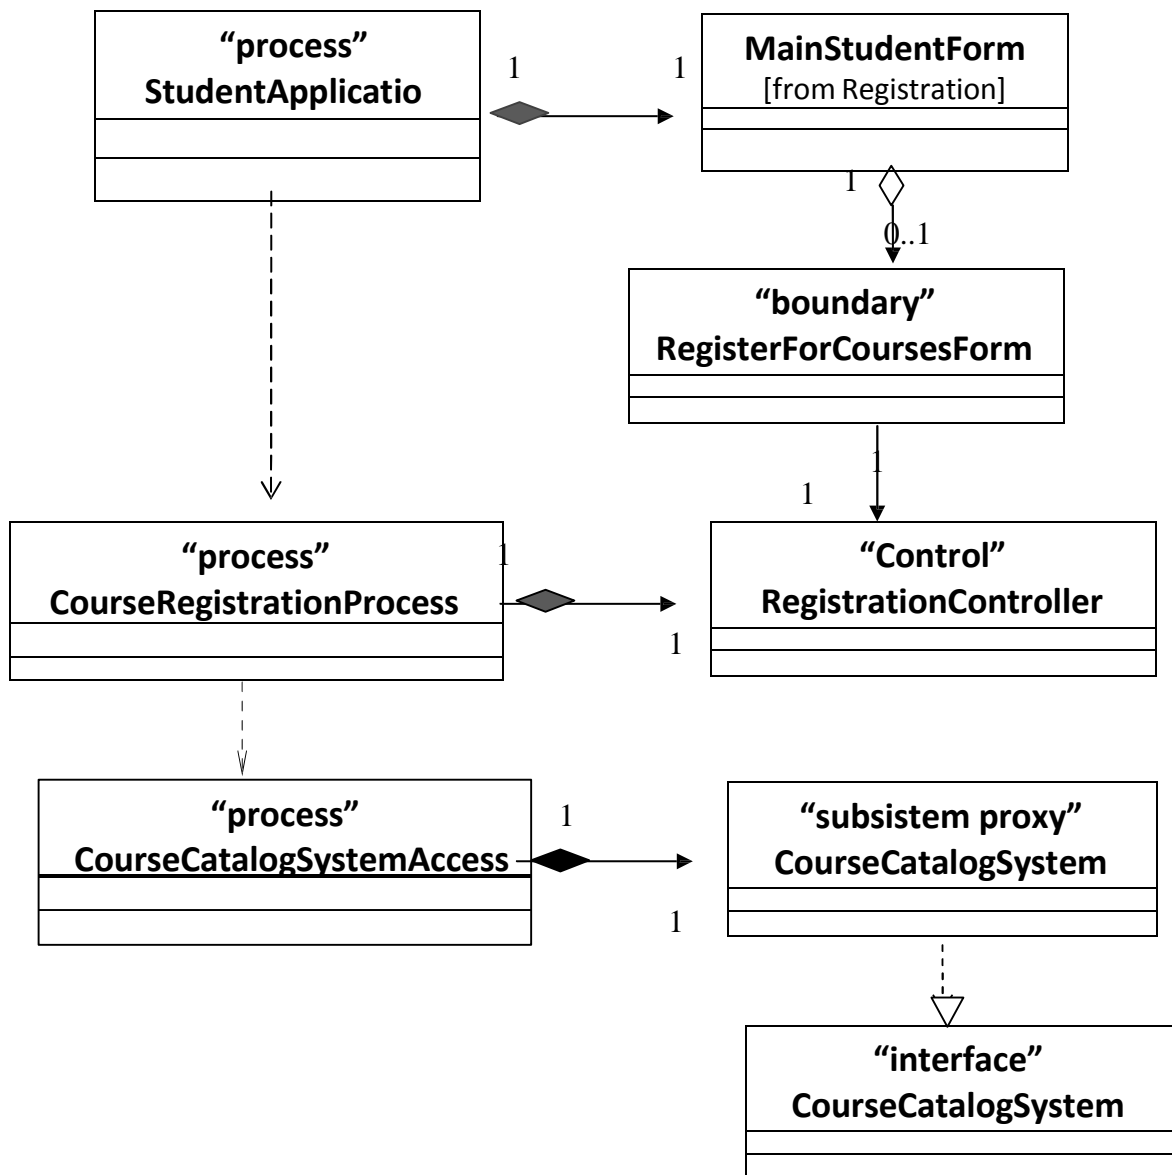 “process”
StudentApplicatio
1
1
MainStudentForm
[from Registration]
1
0..1
“boundary”
RegisterForCoursesForm
1
1
“process”
CourseRegistrationProcess
1
1
“Control”
RegistrationController
“process”
CourseCatalogSystemAccess
1
1
“subsistem proxy”
CourseCatalogSystem
“interface”
CourseCatalogSystem